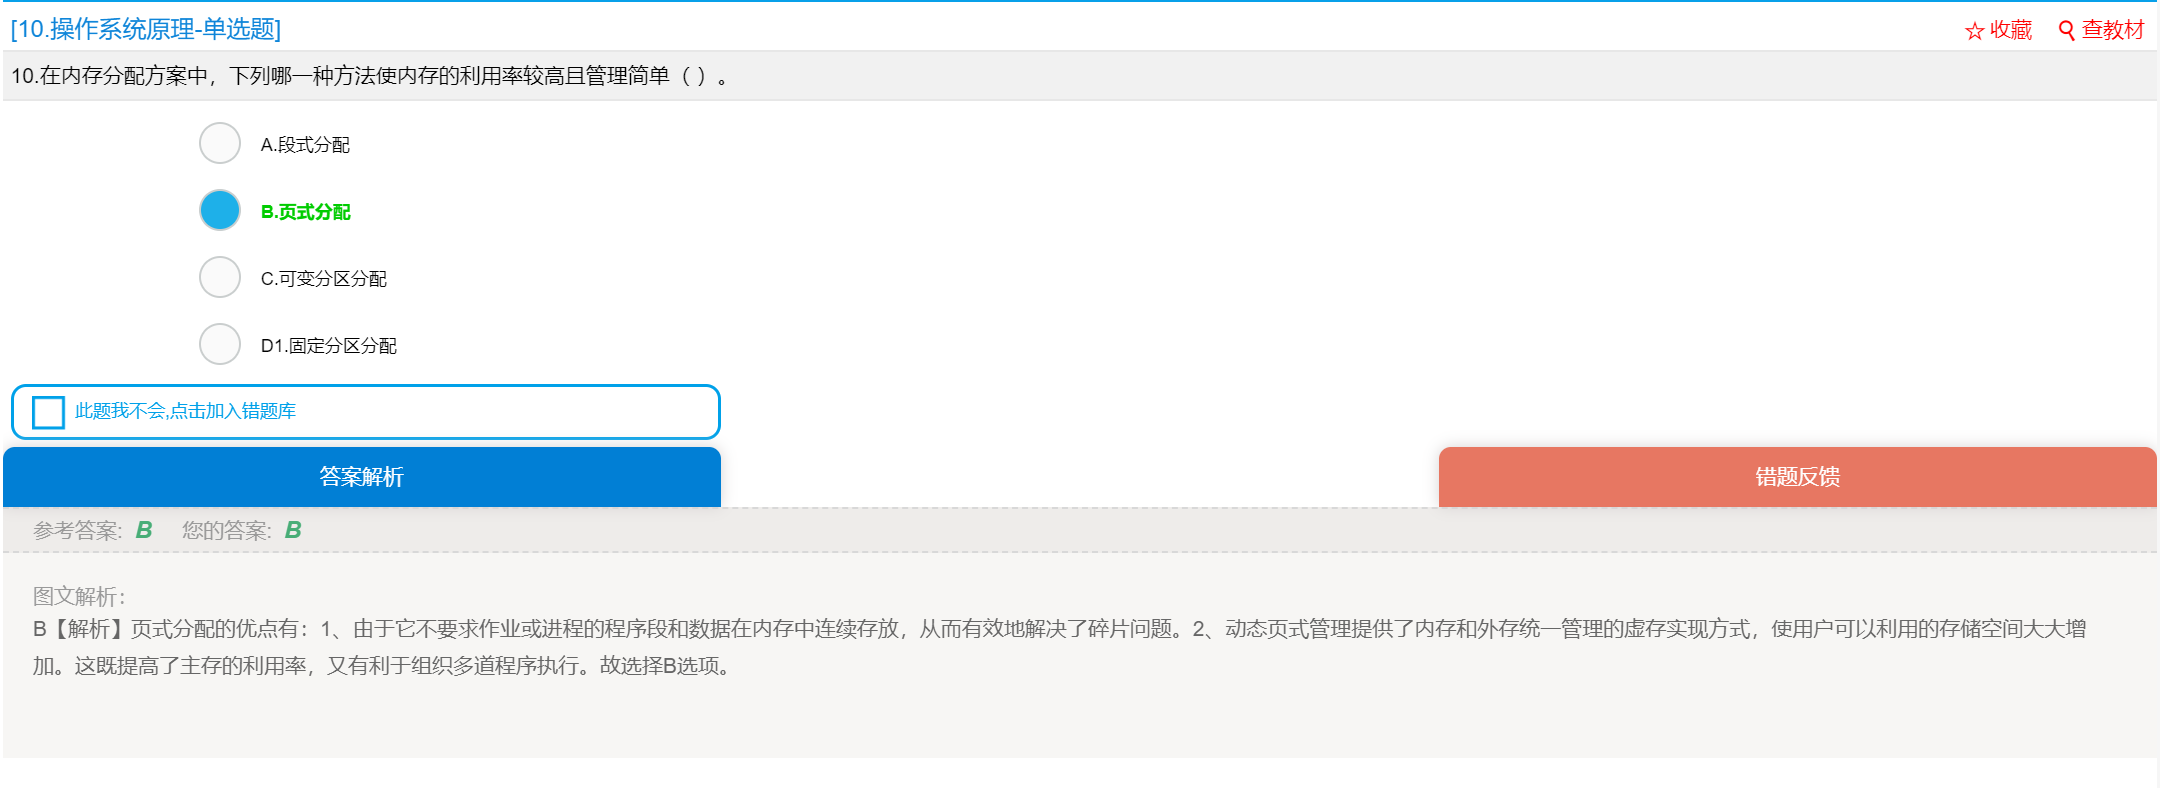 [10.操作系统原理-单选题]
☆ 收藏 查教材
10.在内存分配方案中，下列哪一种方法使内存的利用率较高且管理简单（ ）。
A.段式分配
B.页式分配
C.可变分区分配
D1.固定分区分配
此题我不会,点击加入错题库
答案解析
错题反馈
参考答案: B 您的答案: B
图文解析:
B【解析】页式分配的优点有：1、由于它不要求作业或进程的程序段和数据在内存中连续存放，从而有效地解决了碎片问题。2、动态页式管理提供了内存和外存统一管理的虚存实现方式，使用户可以利用的存储空间大大增
加。这既提高了主存的利用率，又有利于组织多道程序执行。故选择B选项。